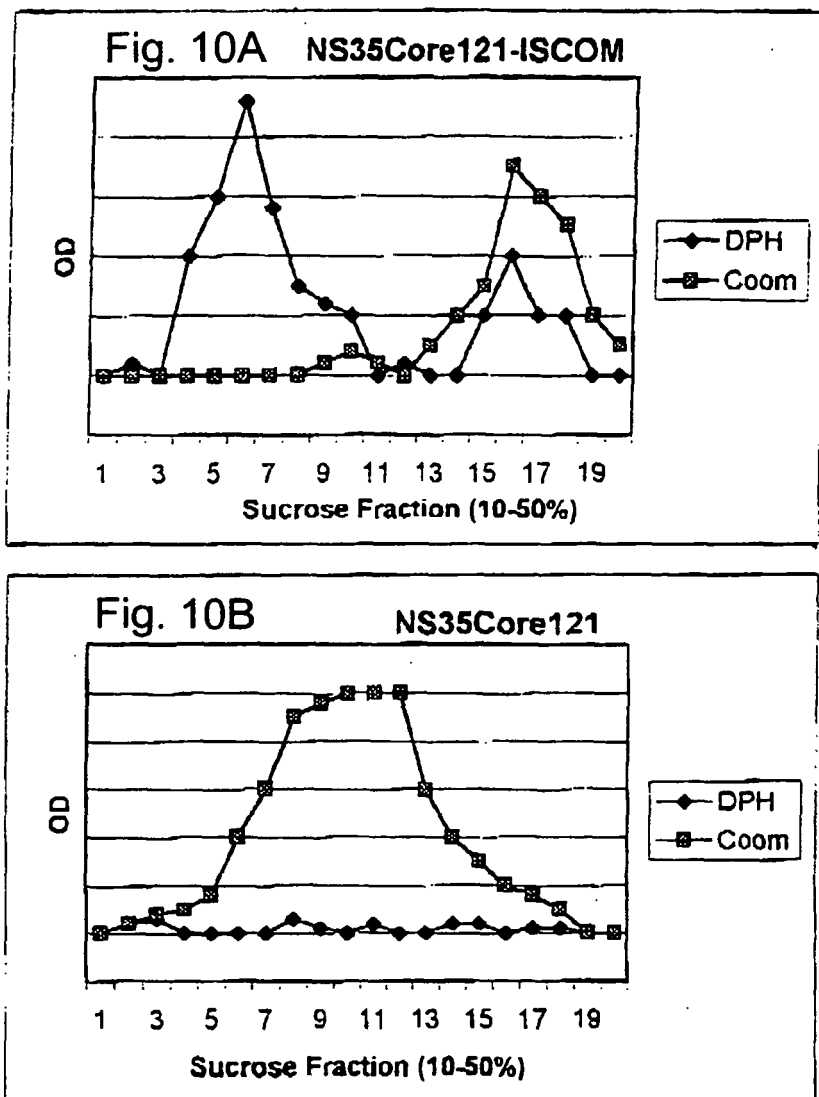 Fig. 10A NS35Core121-ISCOM
OD
DPH
Coom
1 3 5 7 9 11 13 15 17 19
Sucrose Fraction (10-50%)
Fig. 10B NS35Core121
OD
DPH
Coom
1 3 5 7 9 11 13 15 17 19
Sucrose Fraction (10-50%)